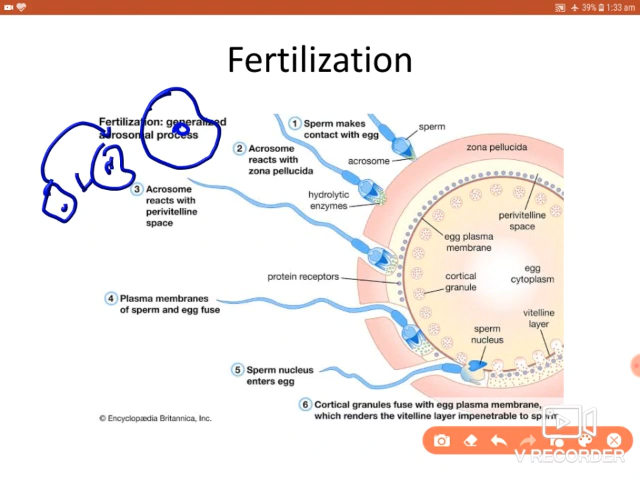 39% 1:33 am
Fertilization
Fertilization: generalized
acrosomal process
1 Sperm makes
contact with egg
sperm
zona pellucida
2 Acrosome
reacts with
zona pellucida
acrosome
3 Acrosome
reacts with
perivitelline
space
hydrolytic
enzymes
perivitelline
space
egg plasma
membrane
protein receptors
cortical
granule
egg
cytoplasm
4 Plasma membranes
of sperm and egg fuse
vitelline
layer
sperm
nucleus
5 Sperm nucleus
enters egg
6 Cortical granules fuse with egg plasma membrane,
which renders the vitelline layer impenetrable to sperm
© Encyclopædia Britannica, Inc.
V RECORDER